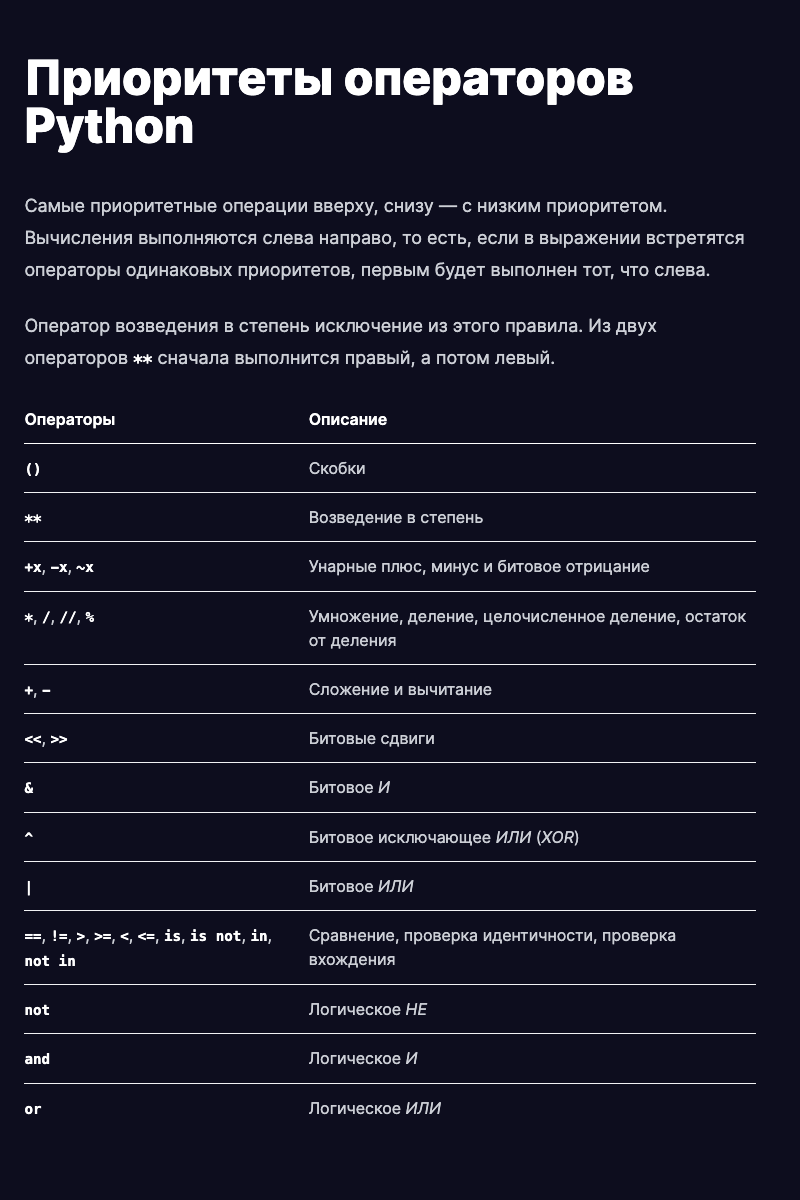 Приоритеты операторов
Python
Самые приоритетные операции вверху, снизу — с низким приоритетом.
Вычисления выполняются слева направо, то есть, если в выражении встретятся
операторы одинаковых приоритетов, первым будет выполнен тот, что слева.
Оператор возведения в степень исключение из этого правила. Из двух
операторов ** сначала выполнится правый, а потом левый.
Операторы Описание
() Скобки
** Возведение в степень
+x, -x, ~x Унарные плюс, минус и битовое отрицание
*, /, //, % Умножение, деление, целочисленное деление, остаток
от деления
+, - Сложение и вычитание
<<, >> Битовые сдвиги
& Битовое И
^ Битовое исключающее ИЛИ (XOR)
| Битовое ИЛИ
==, !=, >, >=, <, <=, is, is not, in, Сравнение, проверка идентичности, проверка
not in вхождения
not Логическое НЕ
and Логическое И
or Логическое ИЛИ